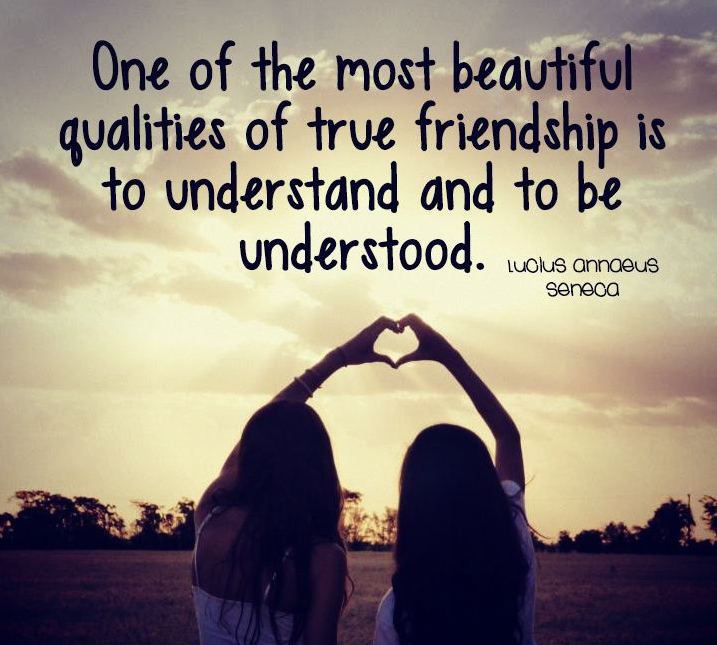 One of the most beautiful
qualities of true friendship is
to understand and to be
understood.
Lucius Annaeus
Seneca